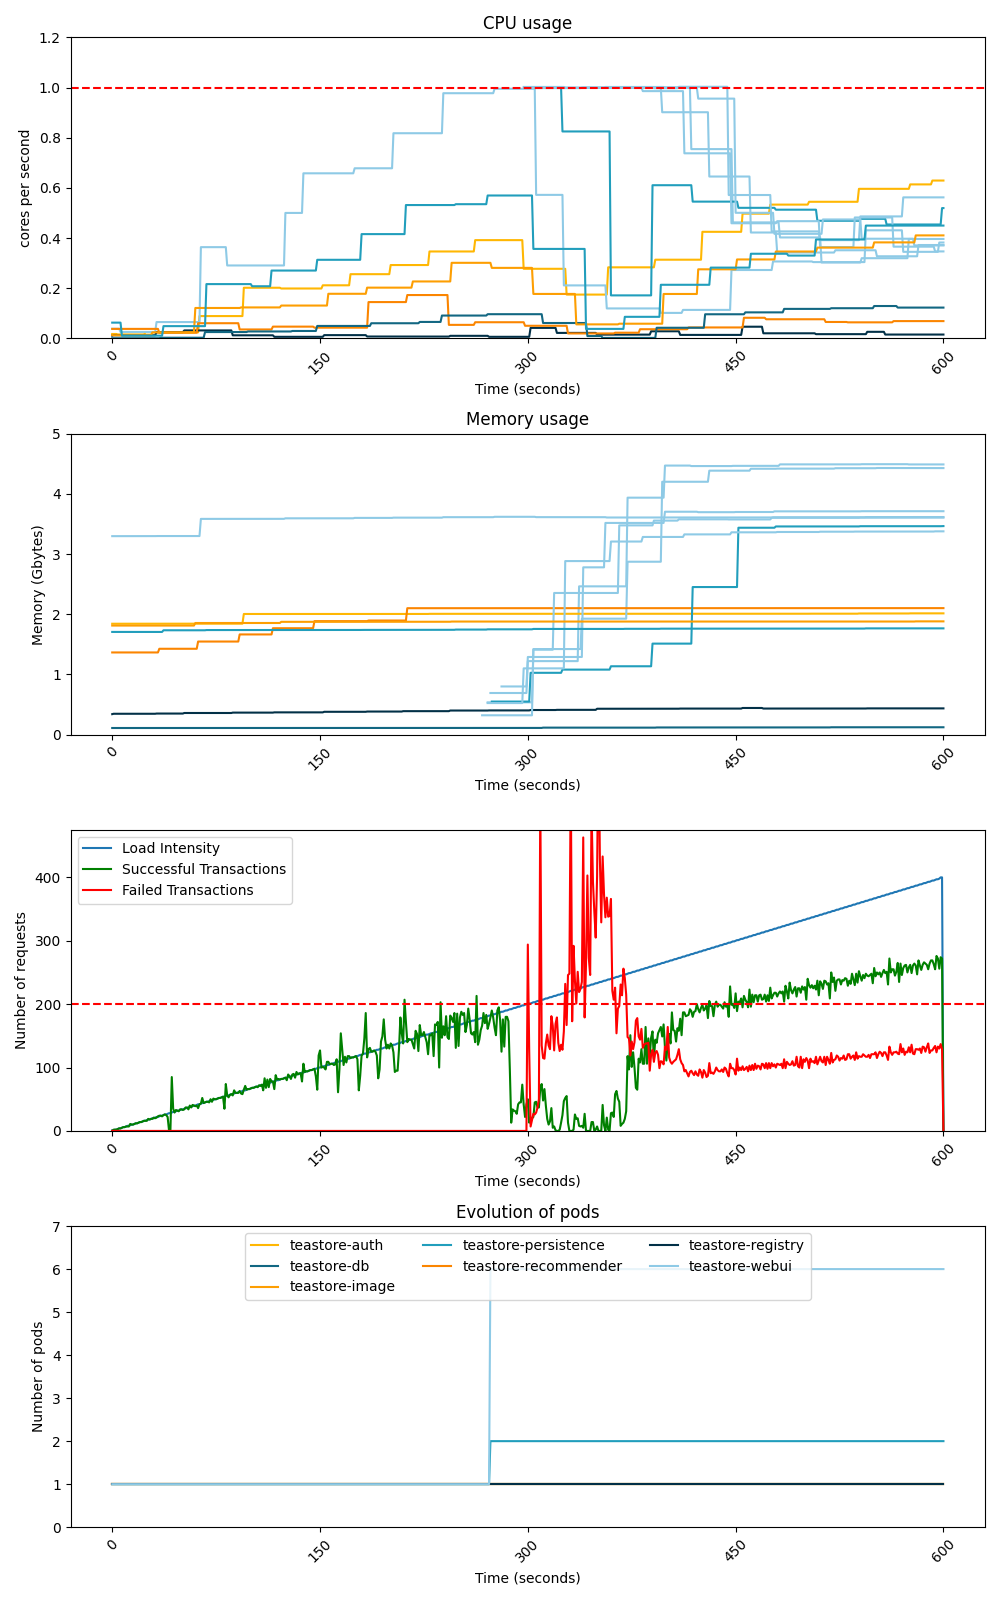 CPU usage
1.2
1.0
0.8
0.6
0.4
0.2
0.0
cores per second
0
150
300
450
600
Time (seconds)
Memory usage
5
4
3
2
1
0
Memory (Gbytes)
0
150
300
450
600
Time (seconds)
Load Intensity
Successful Transactions
Failed Transactions
400
300
200
100
0
Number of requests
0
150
300
450
600
Time (seconds)
Evolution of pods
teastore-auth
teastore-db
teastore-image
teastore-persistence
teastore-recommender
teastore-registry
teastore-webui
7
6
5
4
3
2
1
0
Number of pods
0
150
300
450
600
Time (seconds)